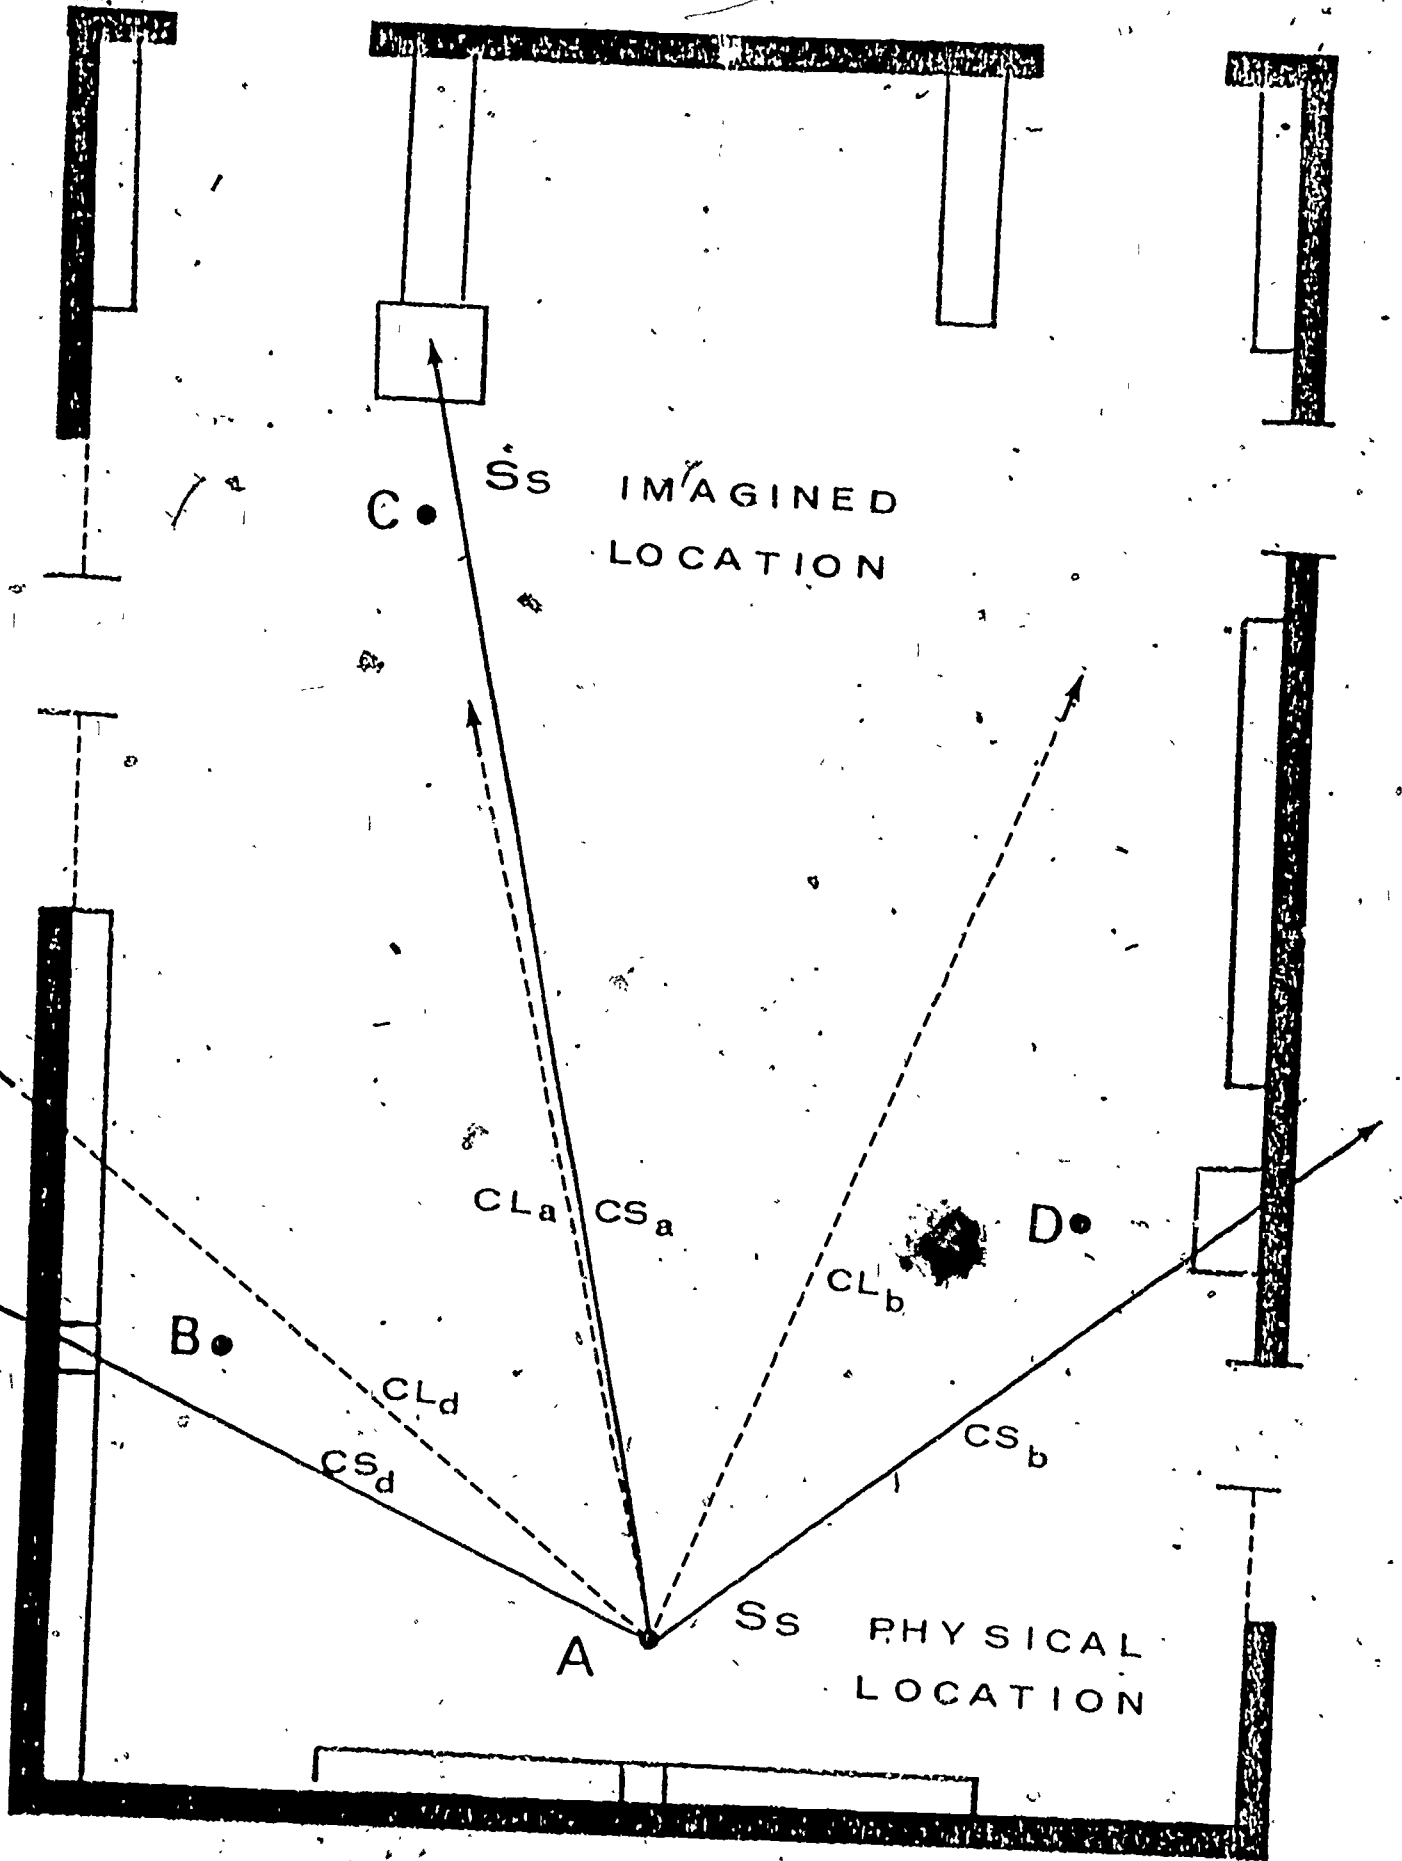 Ss IMAGINED
LOCATION
C
CLa CSa
D
CLb
B
CLd
CSb
CSd
Ss PHYSICAL
A
LOCATION